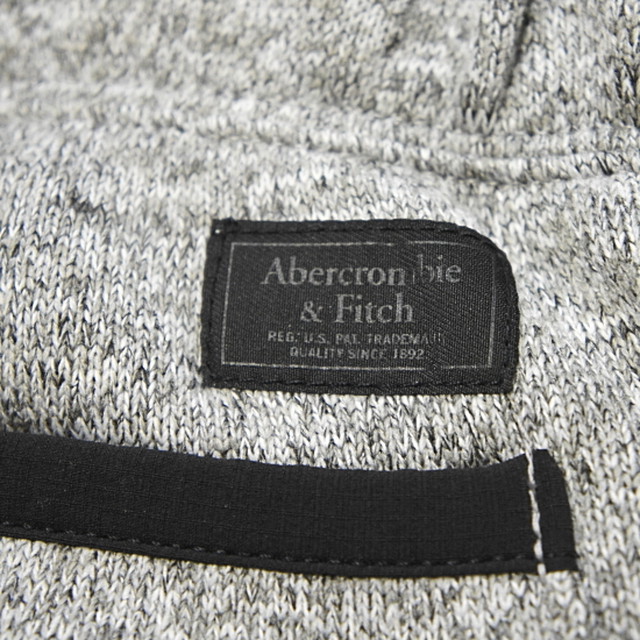 Abercrombie
& Fitch
REG. U.S. PAT. TRADEMARK
QUALITY SINCE 1892